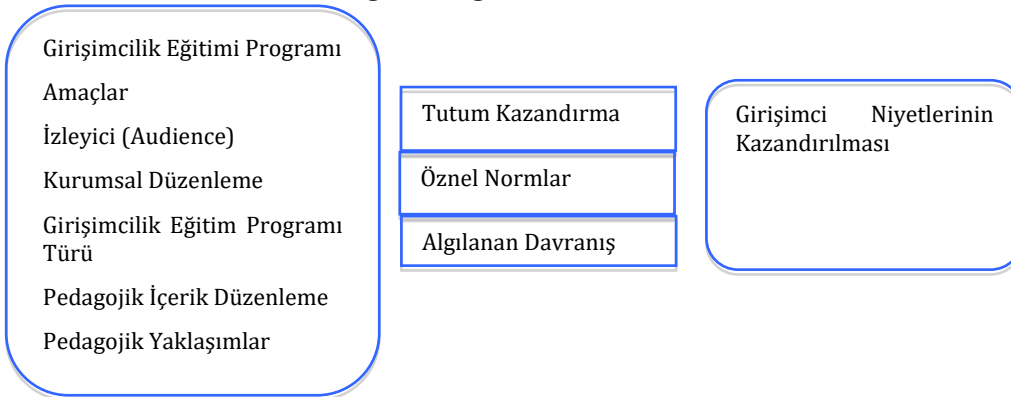 Girişimcilik Eğitimi Programı
Amaçlar
İzleyici (Audience)
Kurumsal Düzenleme
Girişimcilik Eğitim Programı
Türü
Pedagojik İçerik Düzenleme
Pedagojik Yaklaşımlar
Tutum Kazandırma
Öznel Normlar
Algılanan Davranış
Girişimci Niyetlerinin
Kazandırılması